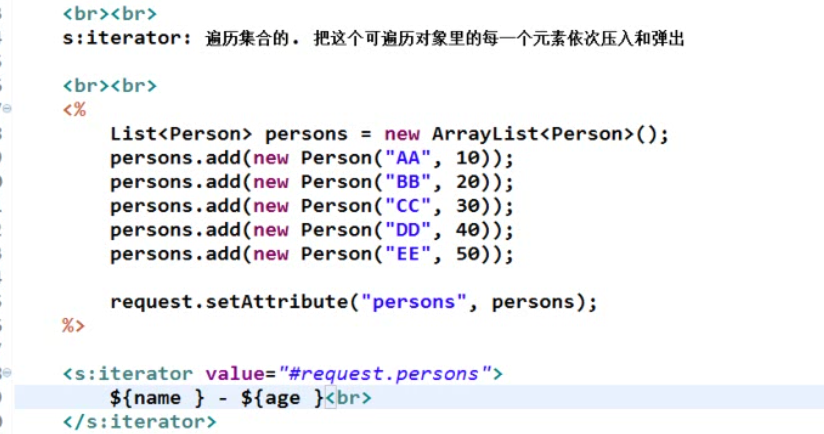 <br><br>
s:iterator: 遍历集合的. 把这个可遍历对象里的每一个元素依次压入和弹出
<br><br>
<%
List<Person> persons = new ArrayList<Person>();
persons.add(new Person("AA", 10));
persons.add(new Person("BB", 20));
persons.add(new Person("CC", 30));
persons.add(new Person("DD", 40));
persons.add(new Person("EE", 50));
request.setAttribute("persons", persons);
%>
<s:iterator value="#request.persons">
${name } - ${age }<br>
</s:iterator>